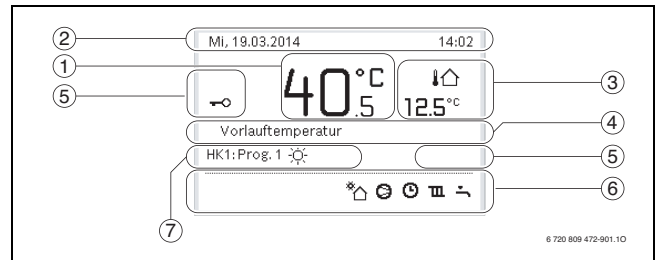 2
Mi, 19.03.2014 14:02
1
40.5 °C
3
12.5°C
5
4
Vorlauftemperatur
HK1: Prog. 1
5
6
7
6 720 809 472-901.1O